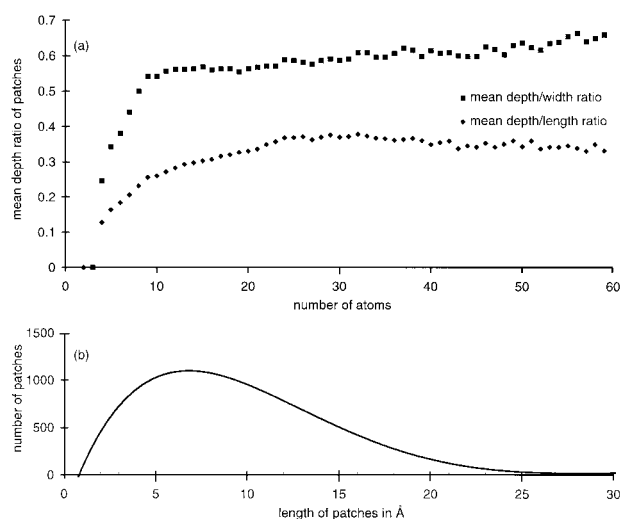 (a)
mean depth ratio of patches
0.7
0.6
0.5
0.4
0.3
0.2
0.1
0
mean depth/width ratio
mean depth/length ratio
0 10 20 30 40 50 60
number of atoms
(b)
number of patches
1500
1000
500
0
0 5 10 15 20 25 30
length of patches in Å